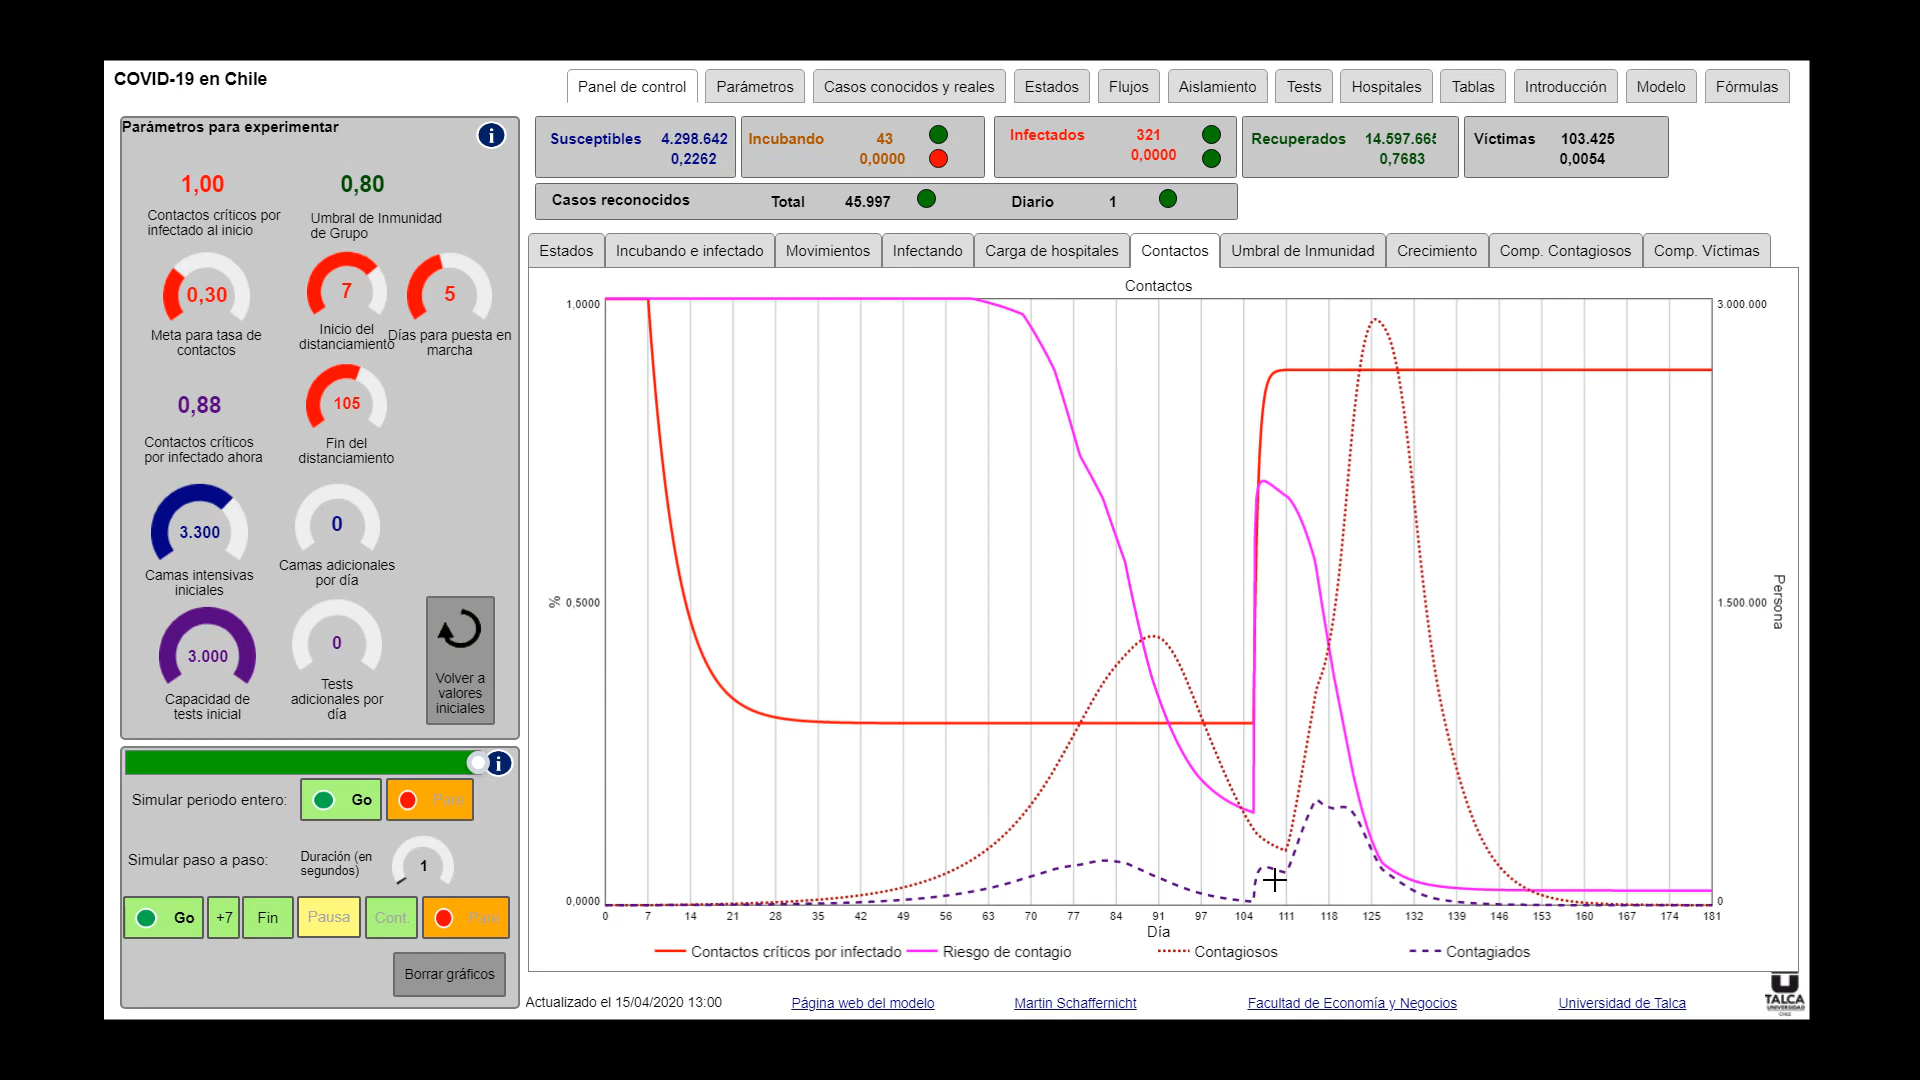 COVID-19 en Chile
Panel de control
Parámetros
Casos conocidos y reales
Estados
Flujos
Aislamiento
Tests
Hospitales
Tablas
Introducción
Modelo
Fórmulas
Parámetros para experimentar
i
1,00
Contactos críticos por
infectado al inicio
0,80
Umbral de Inmunidad
de Grupo
0,30
Meta para tasa de
contactos
7
Inicio del
distanciamiento
5
Días para puesta en
marcha
0,88
Contactos críticos
por infectado ahora
105
Fin del
distanciamiento
3.300
Camas intensivas
iniciales
0
Camas adicionales
por día
3.000
Capacidad de
tests inicial
0
Tests
adicionales por
día
Volver a
valores
iniciales
i
Simular periodo entero:
Go
Pare
Simular paso a paso:
Duración (en
segundos)
1
Go
+7
Fin
Pausa
Cont.
Pare
Borrar gráficos
Susceptibles 4.298.642
0,2262
Incubando 43
0,0000
Infectados 321
0,0000
Recuperados 14.597.665
0,7683
Víctimas 103.425
0,0054
Casos reconocidos Total 45.997 Diario 1
Estados
Incubando e infectado
Movimientos
Infectando
Carga de hospitales
Contactos
Umbral de Inmunidad
Crecimiento
Comp. Contagiosos
Comp. Víctimas
Contactos
1,0000
% 0,5000
0,0000
3.000.000
1.500.000
0
Persona
0 7 14 21 28 35 42 49 56 63 70 77 84 91 97 104 111 118 125 132 139 146 153 160 167 174 181
Día
Contactos críticos por infectado
Riesgo de contagio
Contagiosos
Contagiados
Actualizado el 15/04/2020 13:00
Página web del modelo
Martin Schaffernicht
Facultad de Economía y Negocios
Universidad de Talca
TALCA
UNIVERSIDAD
CHILE